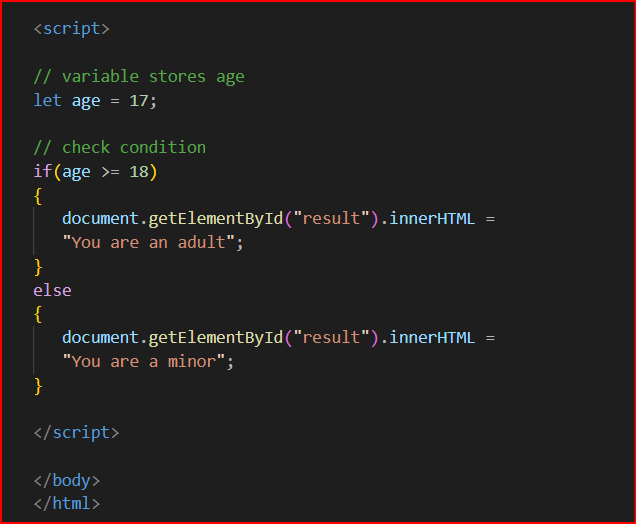 <script>
// variable stores age
let age = 17;
// check condition
if(age >= 18)
{
document.getElementById("result").innerHTML =
"You are an adult";
}
else
{
document.getElementById("result").innerHTML =
"You are a minor";
}
</script>
</body>
</html>